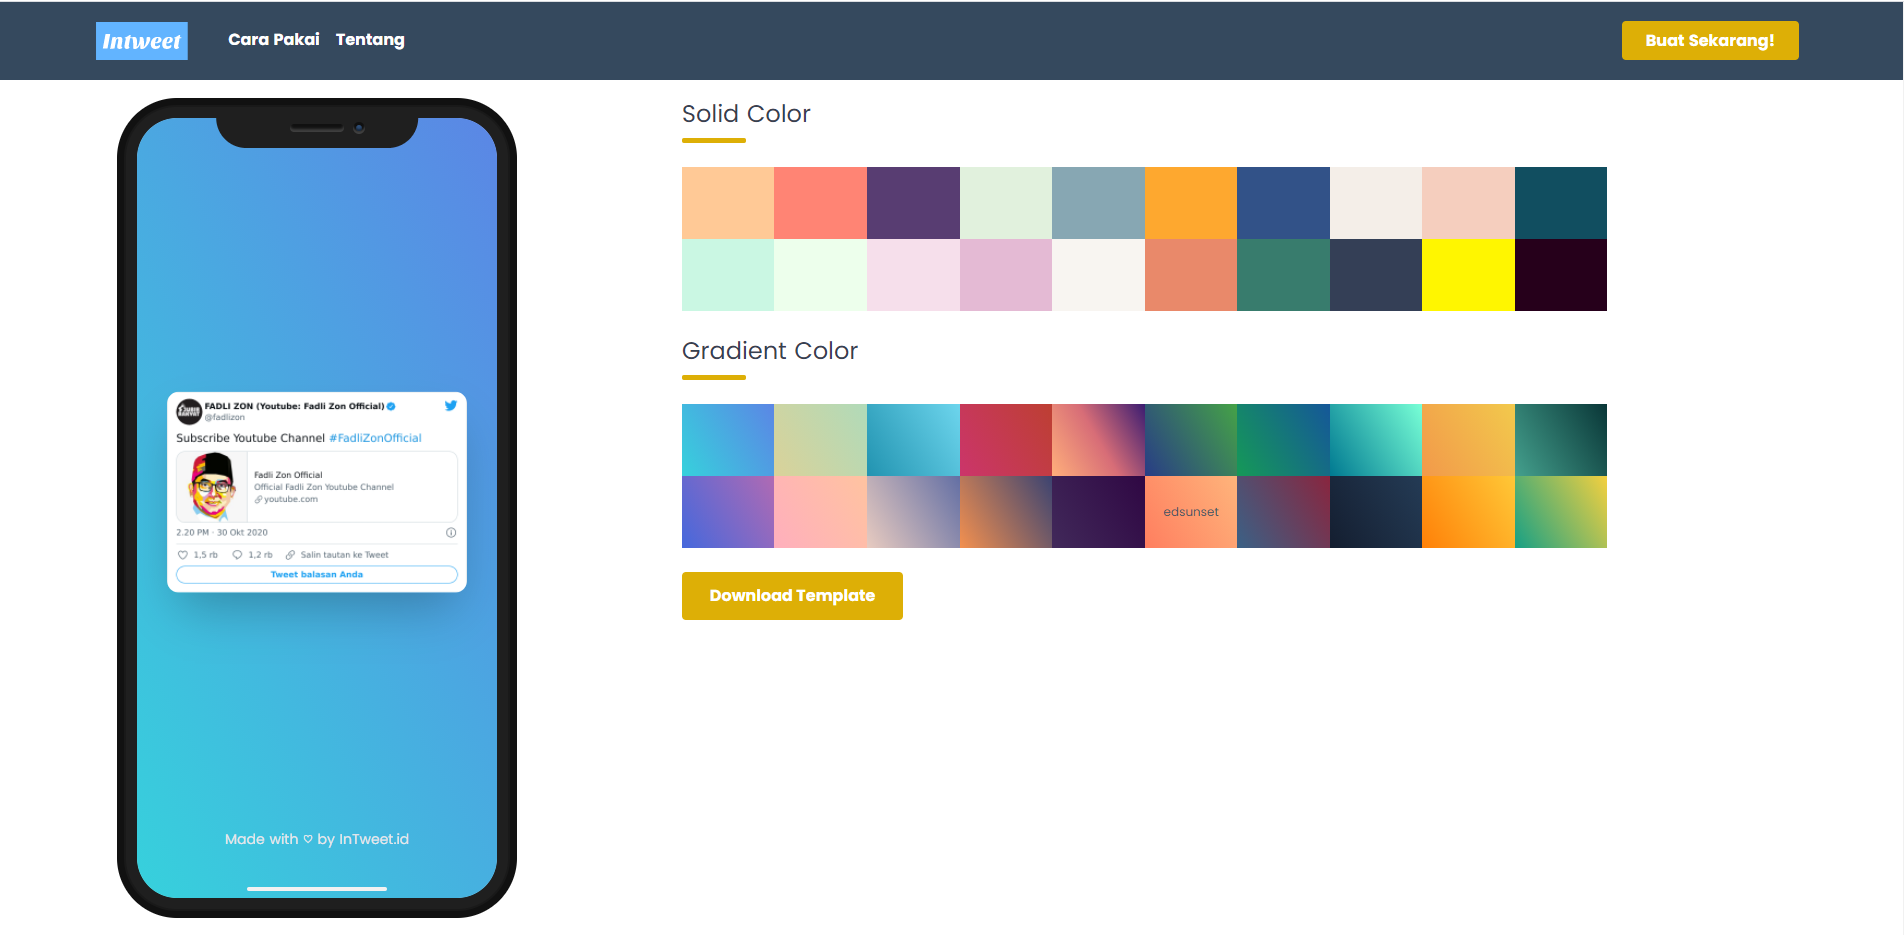 Intweet
Cara Pakai
Tentang
Buat Sekarang!
FADLI ZON (Youtube: Fadli Zon Official)
@fadlizon
Subscribe Youtube Channel #FadliZonOfficial
Fadli Zon Official
Official Fadli Zon Youtube Channel
youtube.com
2.20 PM · 30 Okt 2020
1,5 rb
1,2 rb
Salin tautan ke Tweet
Tweet balasan Anda
Made with ♡ by InTweet.id
Solid Color
Gradient Color
edsunset
Download Template